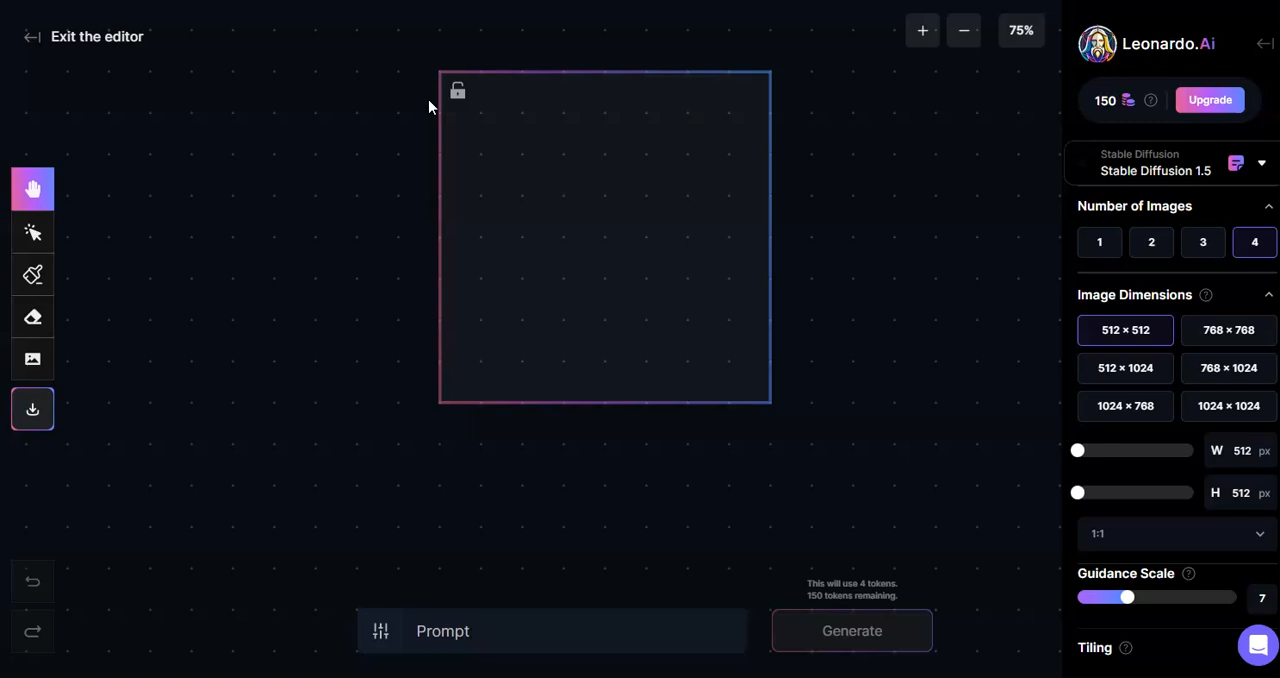 Exit the editor
+
−
75%
Leonardo.Ai
150
?
Upgrade
Stable Diffusion
Stable Diffusion 1.5
Number of Images
1
2
3
4
Image Dimensions ?
512 × 512
768 × 768
512 × 1024
768 × 1024
1024 × 768
1024 × 1024
W 512 px
H 512 px
1:1
Guidance Scale ?
7
Tiling ?
This will use 4 tokens.
150 tokens remaining.
Prompt
Generate